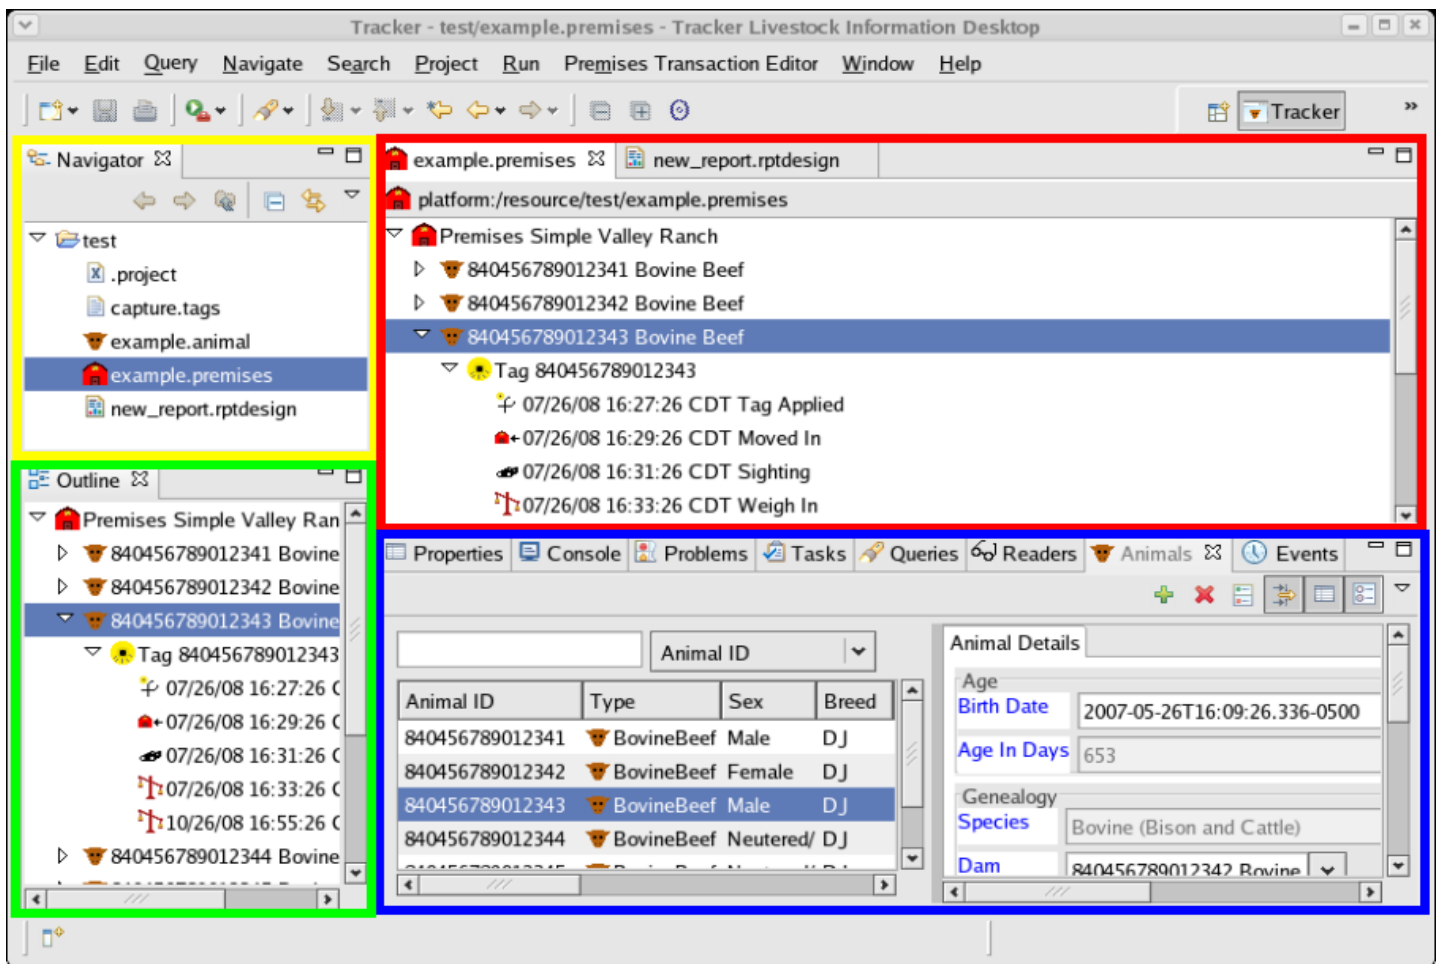 Tracker - test/example.premises - Tracker Livestock Information Desktop
File Edit Query Navigate Search Project Run Premises Transaction Editor Window Help
Tracker »
Navigator
test
.project
capture.tags
example.animal
example.premises
new_report.rptdesign
example.premises new_report.rptdesign
platform:/resource/test/example.premises
Premises Simple Valley Ranch
840456789012341 Bovine Beef
840456789012342 Bovine Beef
840456789012343 Bovine Beef
Tag 840456789012343
07/26/08 16:27:26 CDT Tag Applied
07/26/08 16:29:26 CDT Moved In
07/26/08 16:31:26 CDT Sighting
07/26/08 16:33:26 CDT Weigh In
Outline
Premises Simple Valley Ran
840456789012341 Bovine
840456789012342 Bovine
840456789012343 Bovine
Tag 840456789012343
07/26/08 16:27:26 C
07/26/08 16:29:26 C
07/26/08 16:31:26 C
07/26/08 16:33:26 C
10/26/08 16:55:26 C
840456789012344 Bovine
Properties Console Problems Tasks Queries Readers Animals Events
Animal ID
Animal ID Type Sex Breed
840456789012341 BovineBeef Male DJ
840456789012342 BovineBeef Female DJ
840456789012343 BovineBeef Male DJ
840456789012344 BovineBeef Neutered/ DJ
Animal Details
Age
Birth Date 2007-05-26T16:09:26.336-0500
Age In Days 653
Genealogy
Species Bovine (Bison and Cattle)
Dam 840456789012342 Bovine